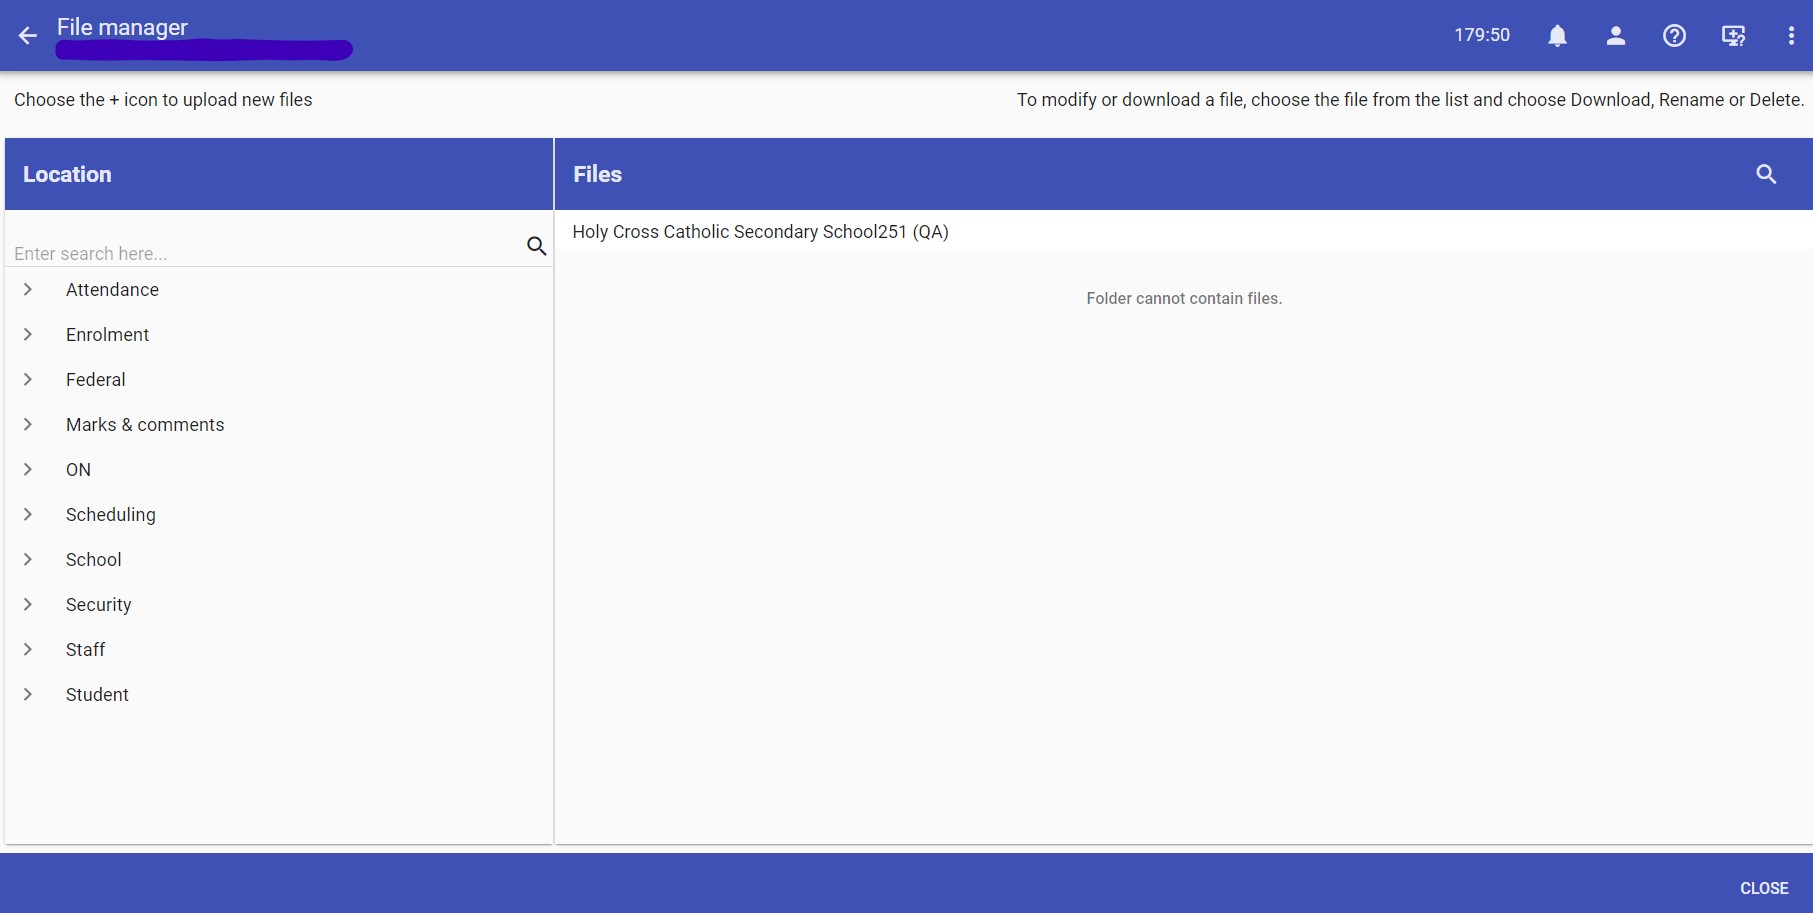 File manager
179:50
Choose the + icon to upload new files
To modify or download a file, choose the file from the list and choose Download, Rename or Delete.
Location
Files
Holy Cross Catholic Secondary School251 (QA)
Enter search here...
Folder cannot contain files.
Attendance
Enrolment
Federal
Marks & comments
ON
Scheduling
School
Security
Staff
Student
CLOSE